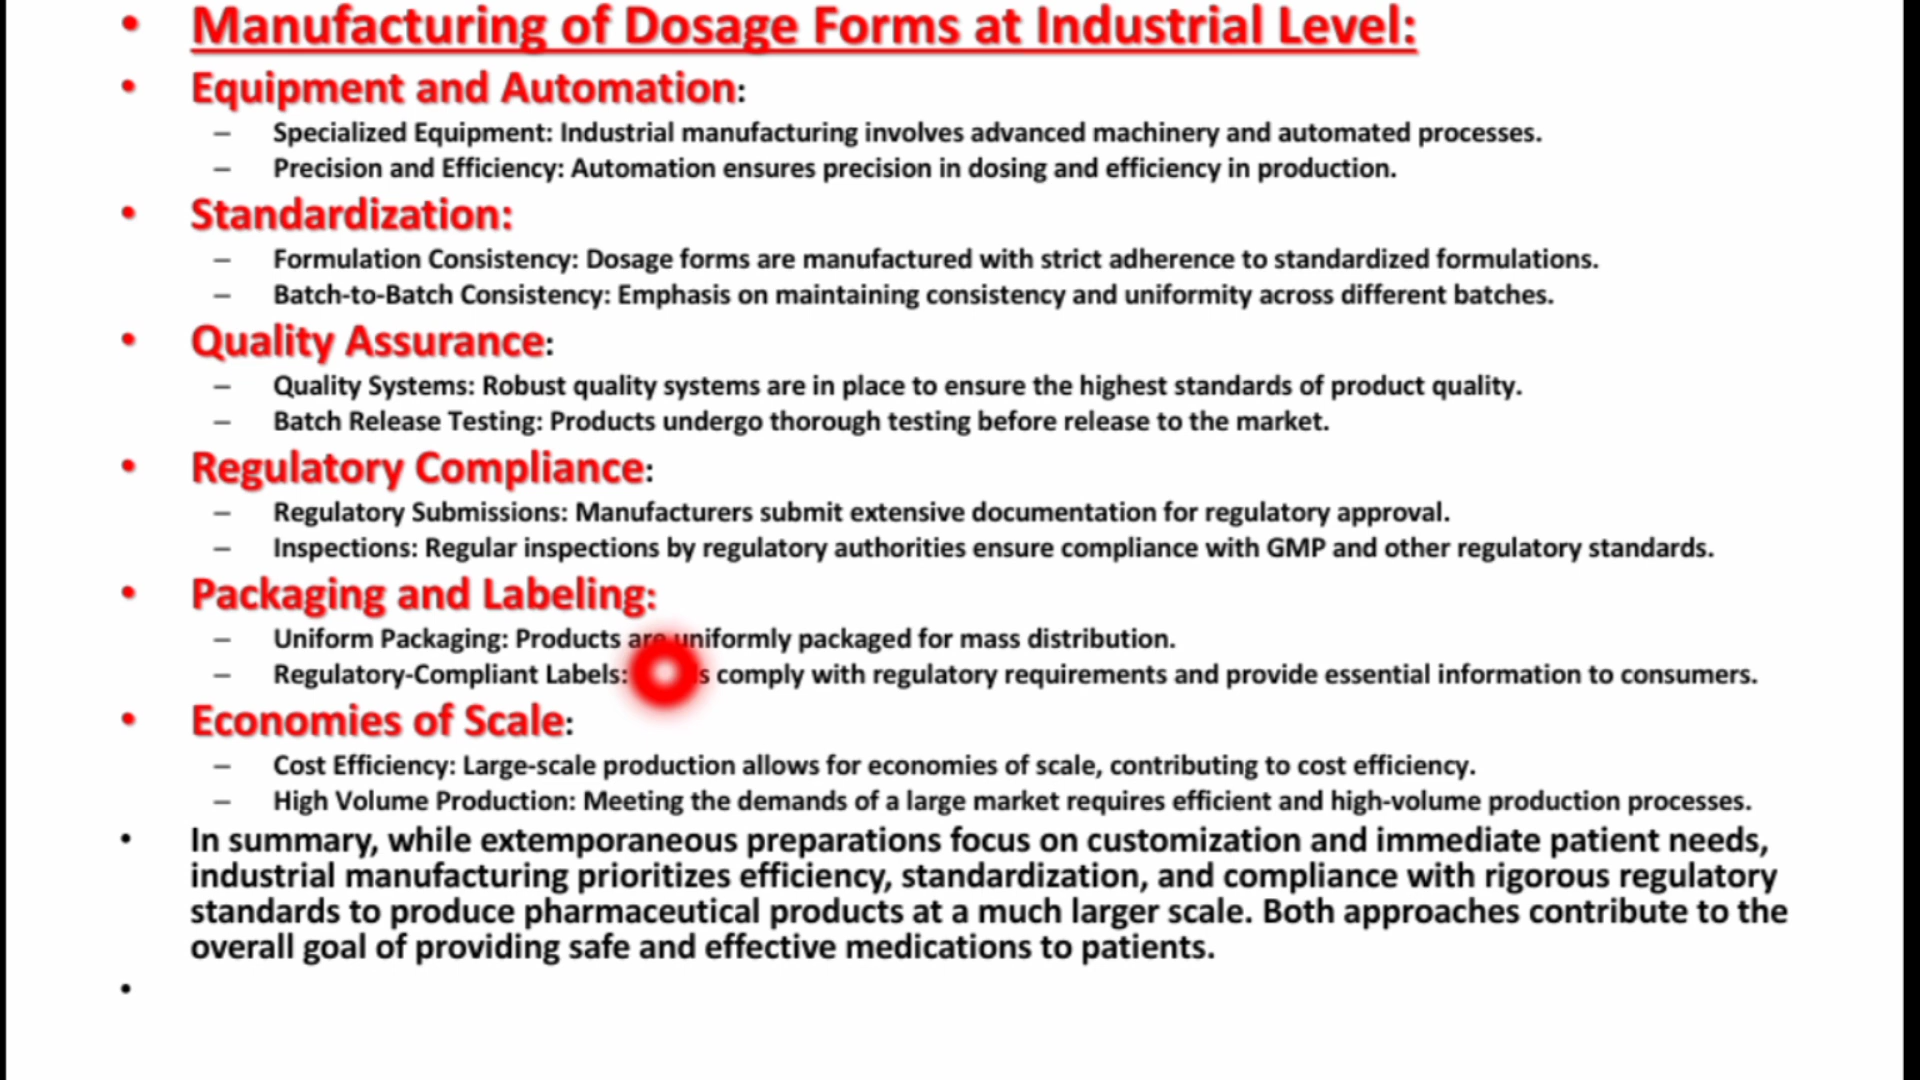 • Manufacturing of Dosage Forms at Industrial Level:
• Equipment and Automation:
– Specialized Equipment: Industrial manufacturing involves advanced machinery and automated processes.
– Precision and Efficiency: Automation ensures precision in dosing and efficiency in production.
• Standardization:
– Formulation Consistency: Dosage forms are manufactured with strict adherence to standardized formulations.
– Batch-to-Batch Consistency: Emphasis on maintaining consistency and uniformity across different batches.
• Quality Assurance:
– Quality Systems: Robust quality systems are in place to ensure the highest standards of product quality.
– Batch Release Testing: Products undergo thorough testing before release to the market.
• Regulatory Compliance:
– Regulatory Submissions: Manufacturers submit extensive documentation for regulatory approval.
– Inspections: Regular inspections by regulatory authorities ensure compliance with GMP and other regulatory standards.
• Packaging and Labeling:
– Uniform Packaging: Products are uniformly packaged for mass distribution.
– Regulatory-Compliant Labels: comply with regulatory requirements and provide essential information to consumers.
• Economies of Scale:
– Cost Efficiency: Large-scale production allows for economies of scale, contributing to cost efficiency.
– High Volume Production: Meeting the demands of a large market requires efficient and high-volume production processes.
• In summary, while extemporaneous preparations focus on customization and immediate patient needs,
industrial manufacturing prioritizes efficiency, standardization, and compliance with rigorous regulatory
standards to produce pharmaceutical products at a much larger scale. Both approaches contribute to the
overall goal of providing safe and effective medications to patients.
•